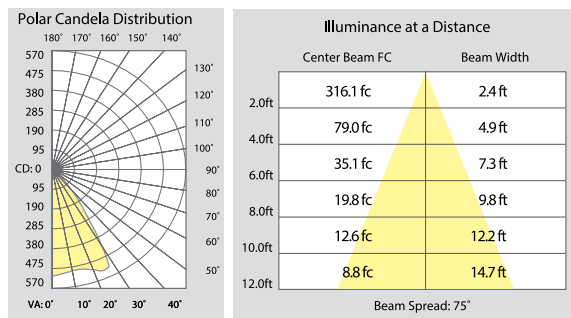 Polar Candela Distribution
180˚ 170˚ 160˚ 150˚ 140˚
570
475
380
285
190
95
CD: 0
95
190
285
380
475
570
130˚
120˚
110˚
100˚
90˚
80˚
70˚
60˚
50˚
VA: 0˚ 10˚ 20˚ 30˚ 40˚
Illuminance at a Distance
Center Beam FC Beam Width
316.1 fc 2.4 ft
2.0ft
79.0 fc 4.9 ft
4.0ft
35.1 fc 7.3 ft
6.0ft
19.8 fc 9.8 ft
8.0ft
12.6 fc 12.2 ft
10.0ft
8.8 fc 14.7 ft
12.0ft
Beam Spread: 75˚